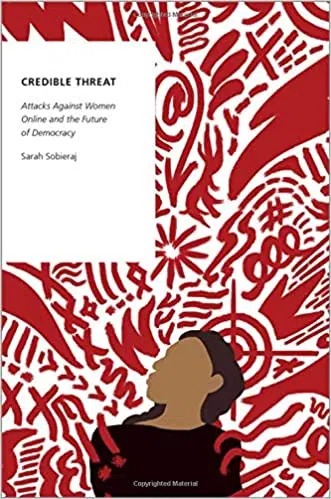 CREDIBLE THREAT
Attacks Against Women
Online and the Future
of Democracy
Sarah Sobieraj
Copyrighted Material